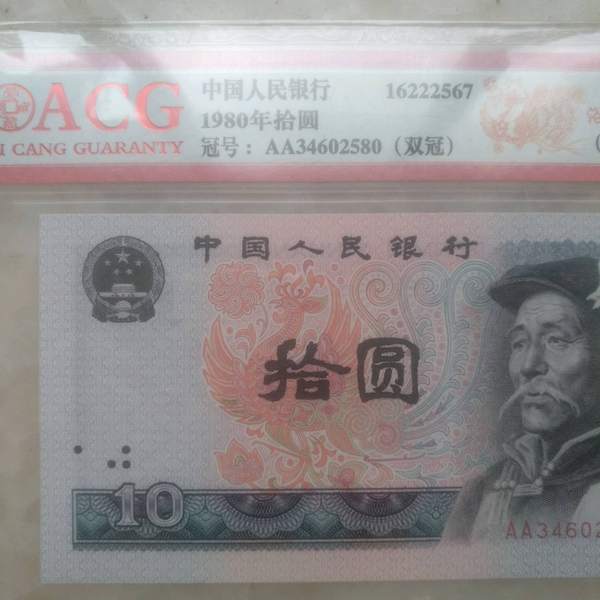 ACG
I CANG GUARANTY
中国人民银行 16222567
1980年拾圆
冠号：AA34602580（双冠）
中国人民银行
拾圆
10
AA34602